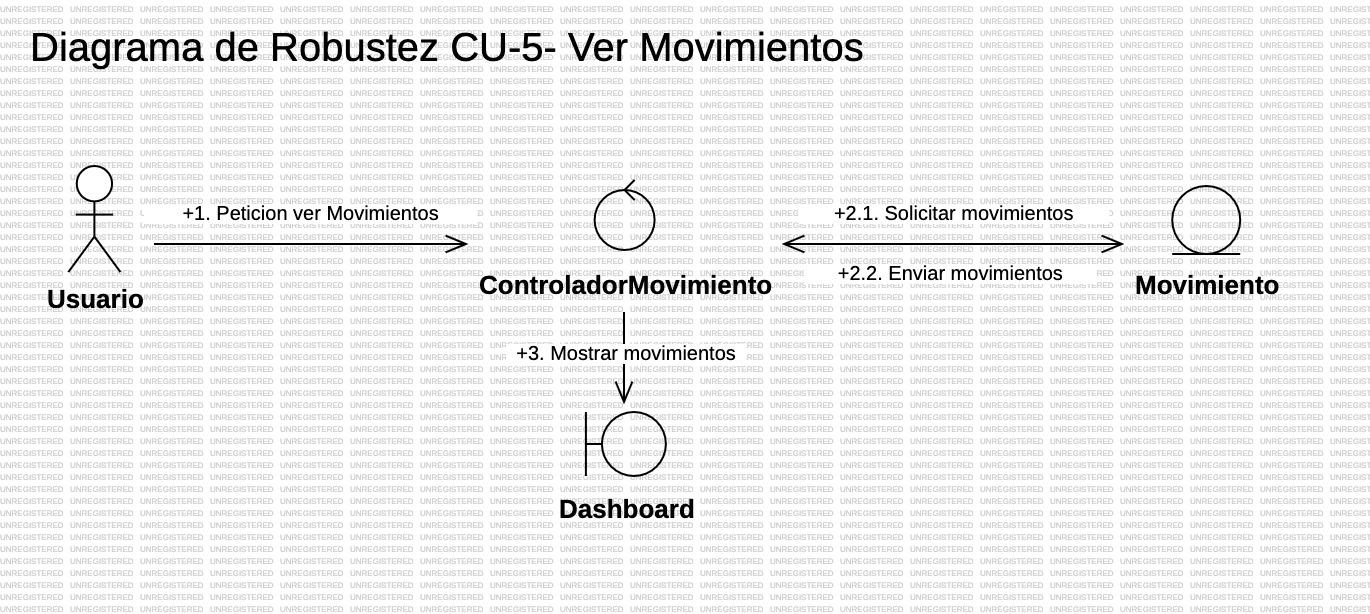 Diagrama de Robustez CU-5- Ver Movimientos
+1. Peticion ver Movimientos
+2.1. Solicitar movimientos
+2.2. Enviar movimientos
Usuario
ControladorMovimiento
Movimiento
+3. Mostrar movimientos
Dashboard
UNREGISTERED